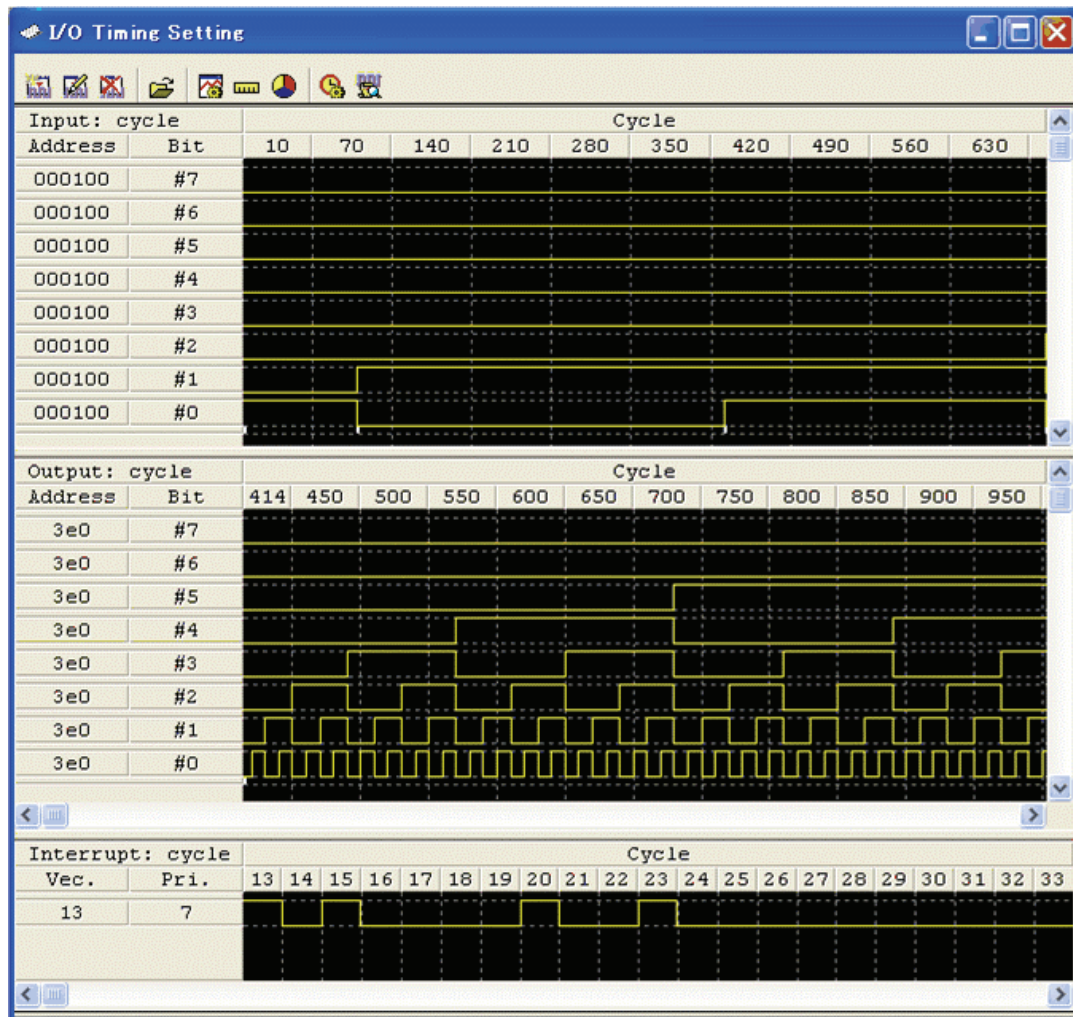 I/O Timing Setting
Input: cycle Cycle
Address Bit 10 70 140 210 280 350 420 490 560 630
000100 #7
000100 #6
000100 #5
000100 #4
000100 #3
000100 #2
000100 #1
000100 #0
Output: cycle Cycle
Address Bit 414 450 500 550 600 650 700 750 800 850 900 950
3e0 #7
3e0 #6
3e0 #5
3e0 #4
3e0 #3
3e0 #2
3e0 #1
3e0 #0
Interrupt: cycle Cycle
Vec. Pri. 13 14 15 16 17 18 19 20 21 22 23 24 25 26 27 28 29 30 31 32 33
13 7